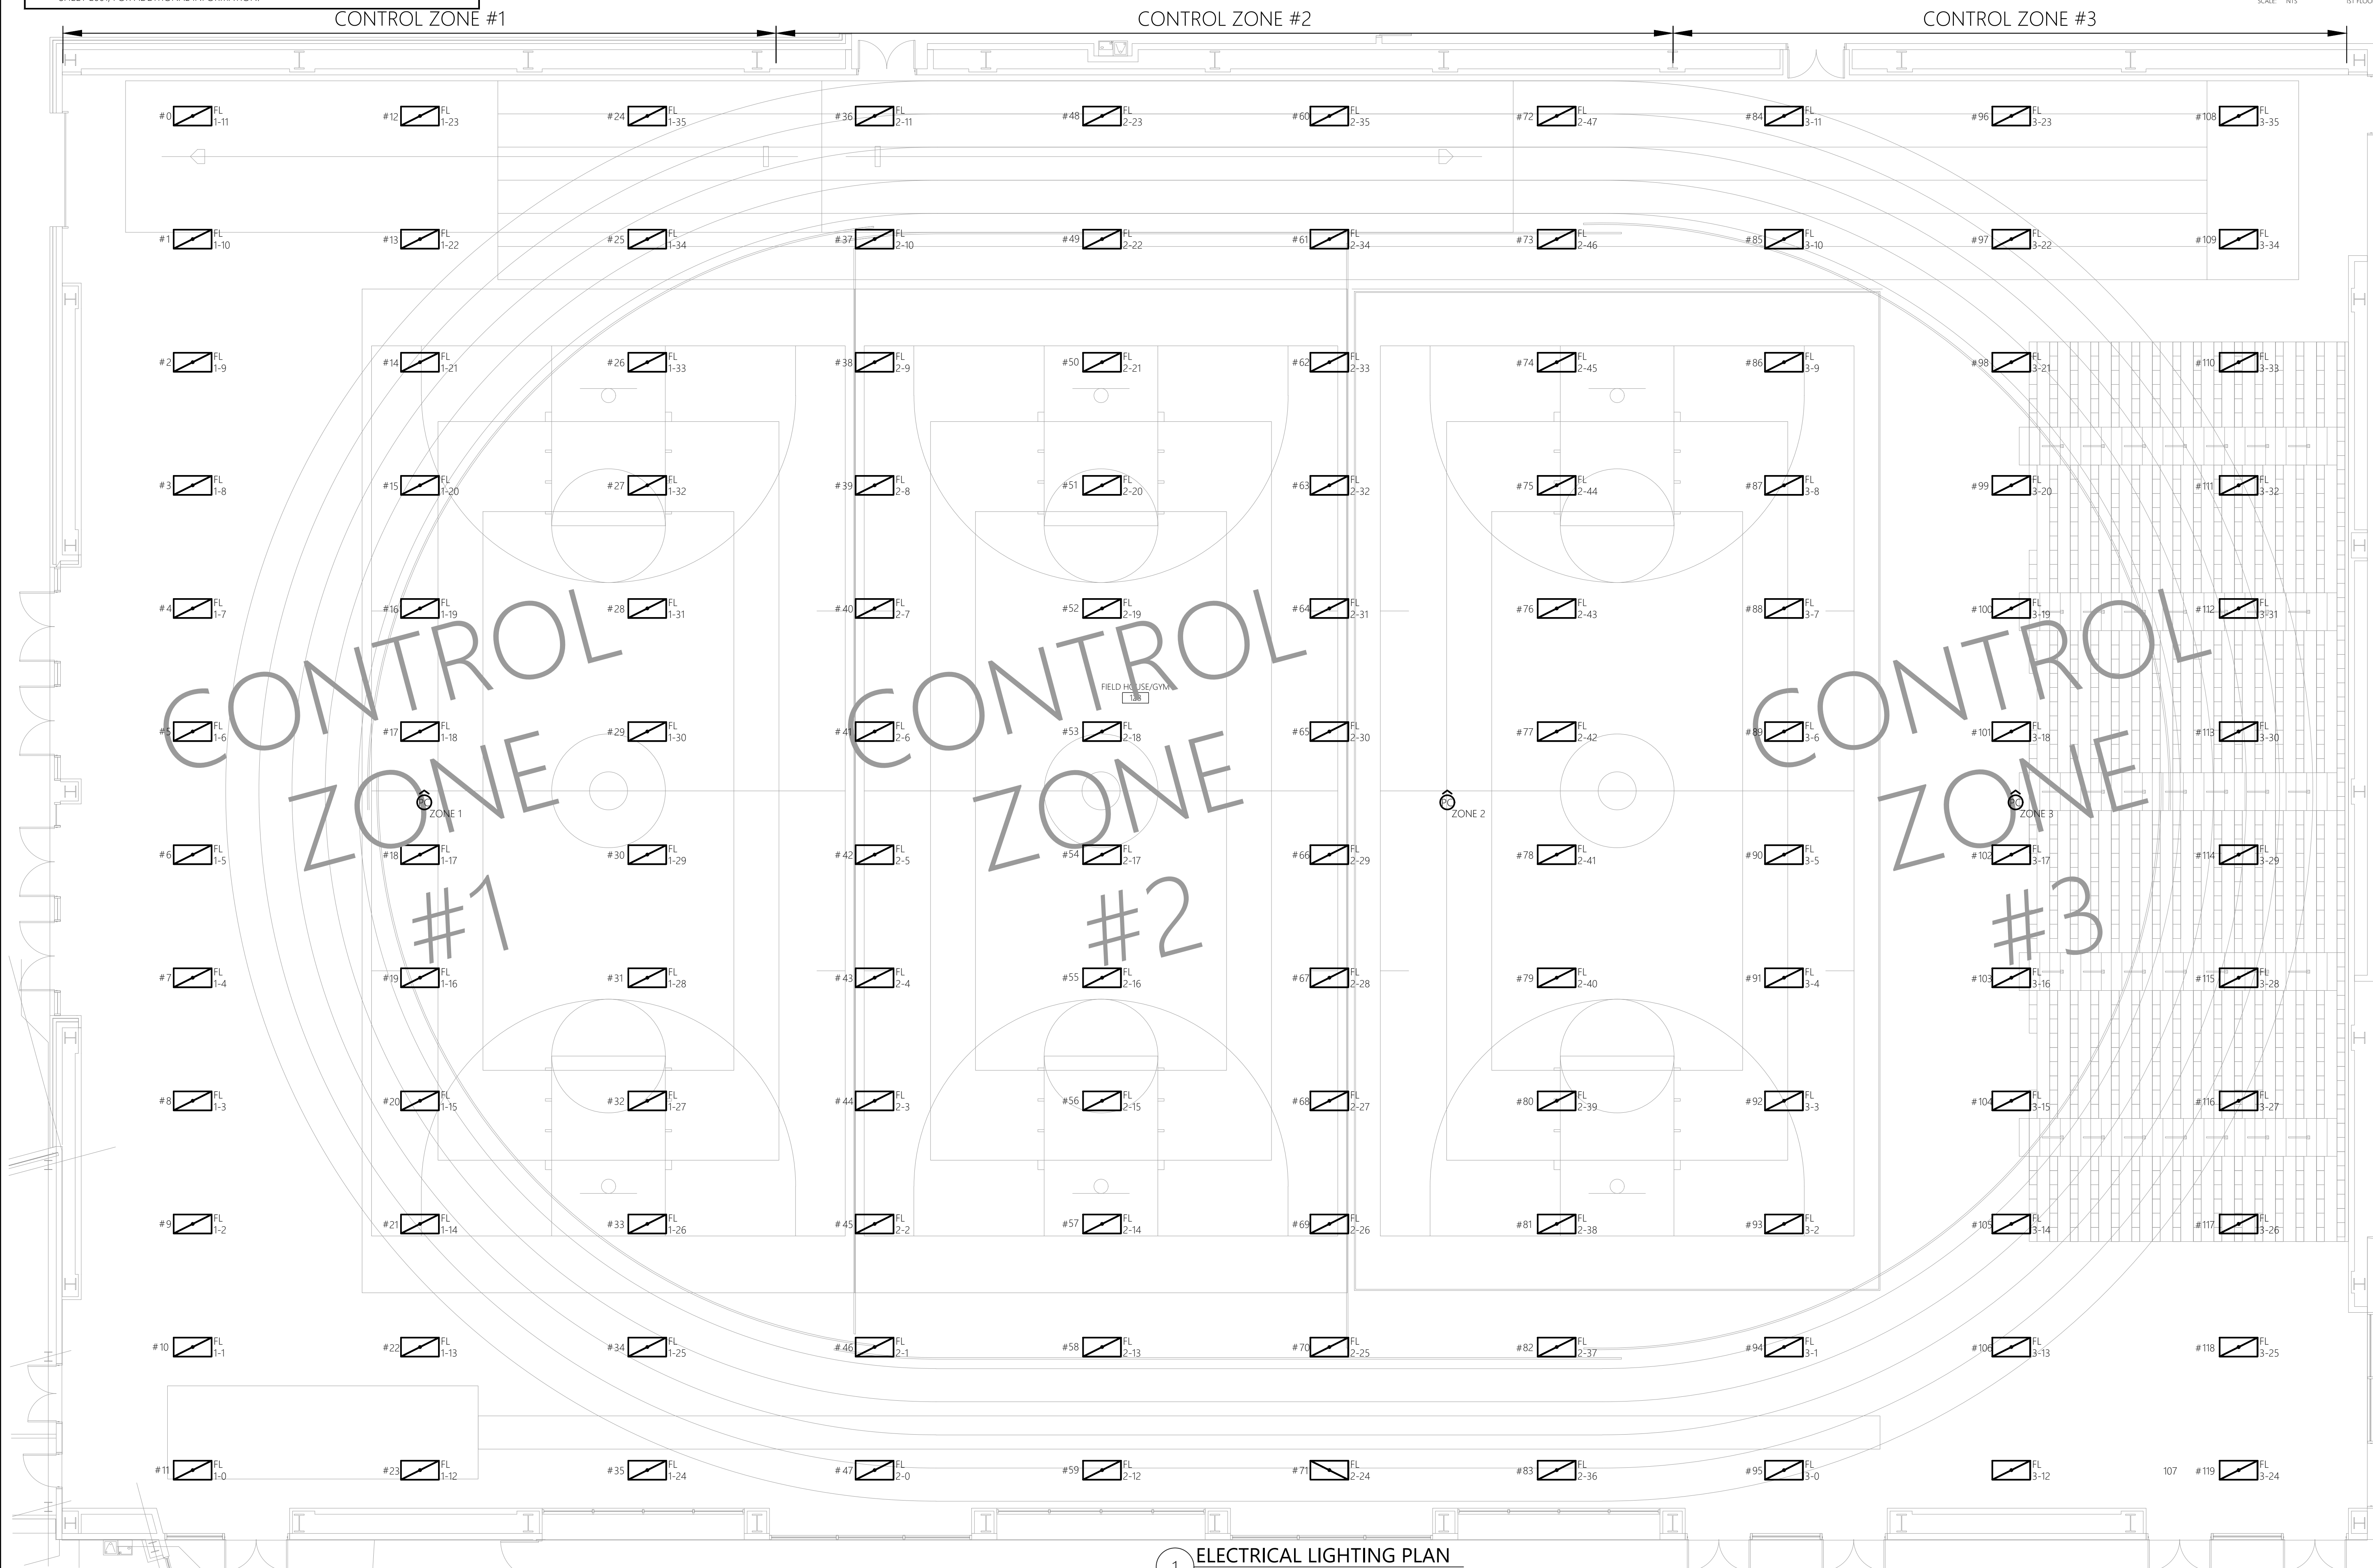 CONTROL ZONE #1 CONTROL ZONE #2 CONTROL ZONE #3
SCALE: NTS
#0 FL 1-11 #12 FL 1-23 #24 FL 1-35 #36 FL 2-11 #48 FL 2-23 #60 FL 2-35 #72 FL 2-47 #84 FL 3-11 #96 FL 3-23 #108 FL 3-35
#1 FL 1-10 #13 FL 1-22 #25 FL 1-34 #37 FL 2-10 #49 FL 2-22 #61 FL 2-34 #73 FL 2-46 #85 FL 3-10 #97 FL 3-22 #109 FL 3-34
#2 FL 1-9 #14 FL 1-21 #26 FL 1-33 #38 FL 2-9 #50 FL 2-21 #62 FL 2-33 #74 FL 2-45 #86 FL 3-9 #98 FL 3-21 #110 FL 3-33
#3 FL 1-8 #15 FL 1-20 #27 FL 1-32 #39 FL 2-8 #51 FL 2-20 #63 FL 2-32 #75 FL 2-44 #87 FL 3-8 #99 FL 3-20 #111 FL 3-32
#4 FL 1-7 #16 FL 1-19 #28 FL 1-31 #40 FL 2-7 #52 FL 2-19 #64 FL 2-31 #76 FL 2-43 #88 FL 3-7 #100 FL 3-19 #112 FL 3-31
CONTROL CONTROL CONTROL
FIELD HOUSE/GYM
#5 FL 1-6 #17 FL 1-18 #29 FL 1-30 #41 FL 2-6 #53 FL 2-18 #65 FL 2-30 #77 FL 2-42 #89 FL 3-6 #101 FL 3-18 #113 FL 3-30
ZONE ZONE ZONE
PC ZONE 1 PC ZONE 2 PC ZONE 3
#6 FL 1-5 #18 FL 1-17 #30 FL 1-29 #42 FL 2-5 #54 FL 2-17 #66 FL 2-29 #78 FL 2-41 #90 FL 3-5 #102 FL 3-17 #114 FL 3-29
#1 #2 #3
#7 FL 1-4 #19 FL 1-16 #31 FL 1-28 #43 FL 2-4 #55 FL 2-16 #67 FL 2-28 #79 FL 2-40 #91 FL 3-4 #103 FL 3-16 #115 FL 3-28
#8 FL 1-3 #20 FL 1-15 #32 FL 1-27 #44 FL 2-3 #56 FL 2-15 #68 FL 2-27 #80 FL 2-39 #92 FL 3-3 #104 FL 3-15 #116 FL 3-27
#9 FL 1-2 #21 FL 1-14 #33 FL 1-26 #45 FL 2-2 #57 FL 2-14 #69 FL 2-26 #81 FL 2-38 #93 FL 3-2 #105 FL 3-14 #117 FL 3-26
#10 FL 1-1 #22 FL 1-13 #34 FL 1-25 #46 FL 2-1 #58 FL 2-13 #70 FL 2-25 #82 FL 2-37 #94 FL 3-1 #106 FL 3-13 #118 FL 3-25
#11 FL 1-0 #23 FL 1-12 #35 FL 1-24 #47 FL 2-0 #59 FL 2-12 #71 FL 2-24 #83 FL 2-36 #95 FL 3-0 FL 3-12 107 #119 FL 3-24
1 ELECTRICAL LIGHTING PLAN